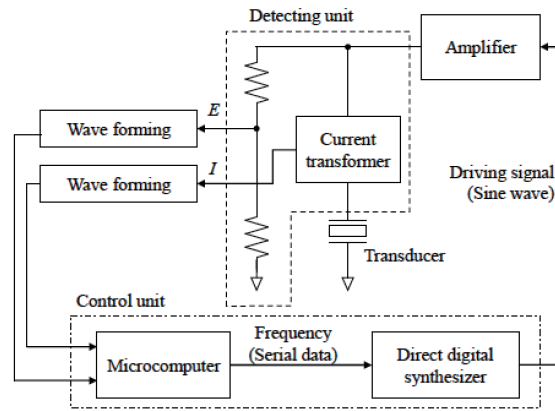 Detecting unit
Amplifier
E
Wave forming
Current
transformer
I
Wave forming
Driving signal
(Sine wave)
Transducer
Control unit
Frequency
(Serial data)
Microcomputer
Direct digital
synthesizer